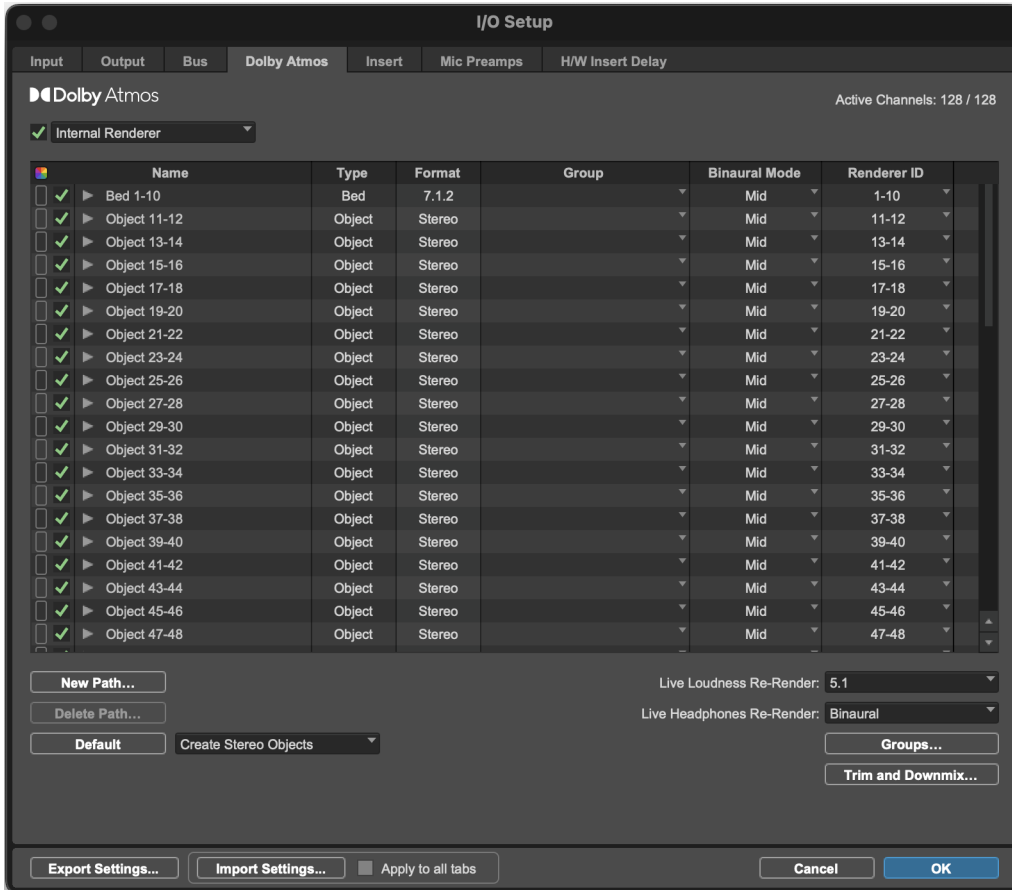 I/O Setup
Input Output Bus Dolby Atmos Insert Mic Preamps H/W Insert Delay
Dolby Atmos
Active Channels: 128 / 128
Internal Renderer
Name Type Format Group Binaural Mode Renderer ID
Bed 1-10 Bed 7.1.2 Mid 1-10
Object 11-12 Object Stereo Mid 11-12
Object 13-14 Object Stereo Mid 13-14
Object 15-16 Object Stereo Mid 15-16
Object 17-18 Object Stereo Mid 17-18
Object 19-20 Object Stereo Mid 19-20
Object 21-22 Object Stereo Mid 21-22
Object 23-24 Object Stereo Mid 23-24
Object 25-26 Object Stereo Mid 25-26
Object 27-28 Object Stereo Mid 27-28
Object 29-30 Object Stereo Mid 29-30
Object 31-32 Object Stereo Mid 31-32
Object 33-34 Object Stereo Mid 33-34
Object 35-36 Object Stereo Mid 35-36
Object 37-38 Object Stereo Mid 37-38
Object 39-40 Object Stereo Mid 39-40
Object 41-42 Object Stereo Mid 41-42
Object 43-44 Object Stereo Mid 43-44
Object 45-46 Object Stereo Mid 45-46
Object 47-48 Object Stereo Mid 47-48
New Path... Live Loudness Re-Render: 5.1
Delete Path... Live Headphones Re-Render: Binaural
Default Create Stereo Objects Groups...
Trim and Downmix...
Export Settings... Import Settings... Apply to all tabs Cancel OK